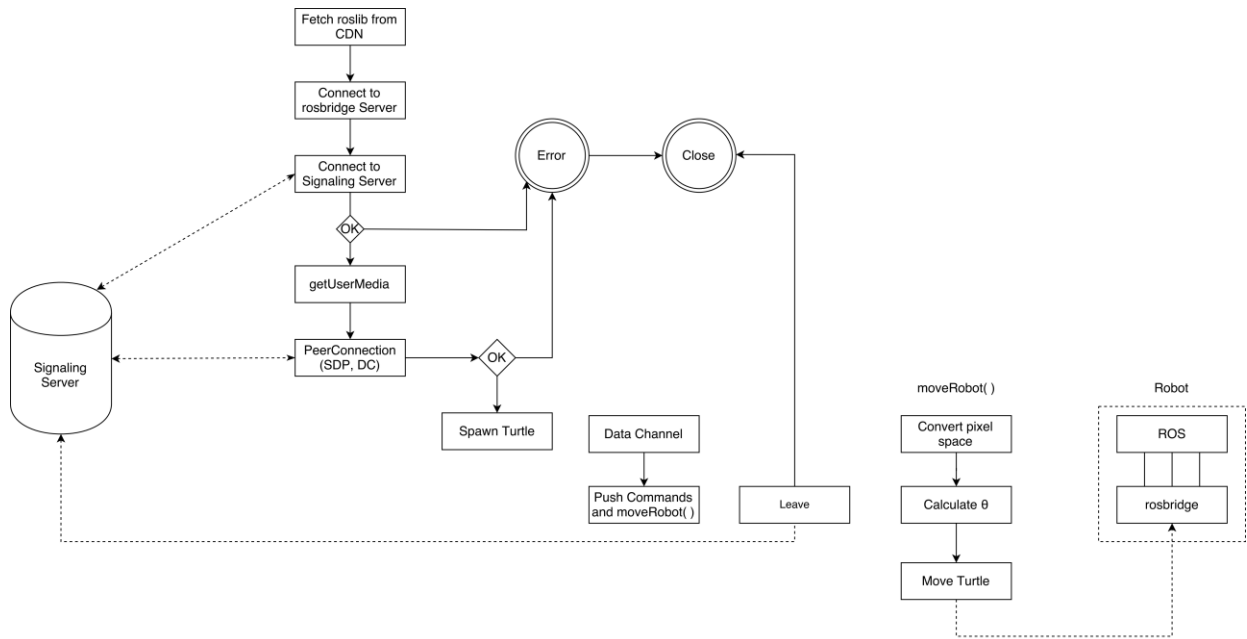 Fetch roslib from
CDN
Connect to
rosbridge Server
Connect to
Signaling Server
Error
Close
OK
getUserMedia
PeerConnection
(SDP, DC)
OK
Signaling
Server
Spawn Turtle
Data Channel
Push Commands
and moveRobot( )
Leave
moveRobot( )
Convert pixel
space
Calculate θ
Move Turtle
Robot
ROS
rosbridge